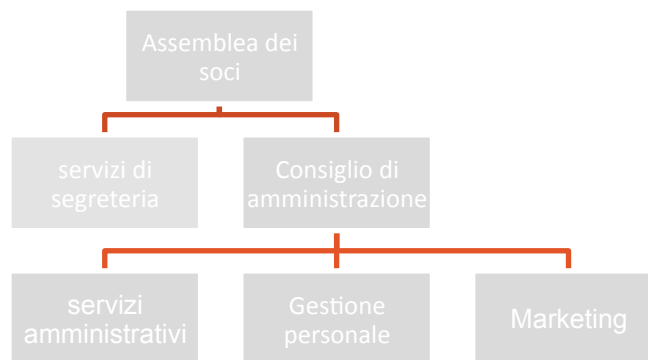 Assemblea dei
soci
servizi di
segreteria
Consiglio di
amministrazione
servizi
amministrativi
Gestione
personale
Marketing